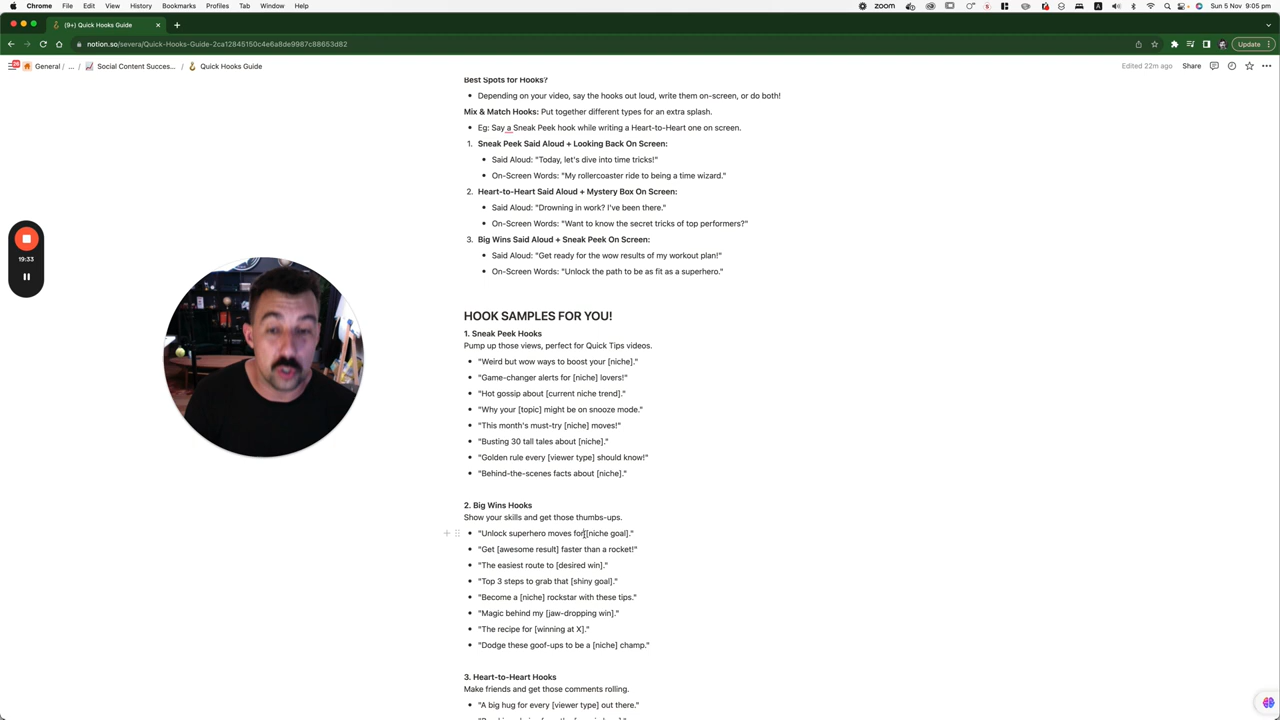 Chrome File Edit View History Bookmarks Profiles Tab Window Help zoom Sun 5 Nov 9:05 pm
(9+) Quick Hooks Guide
notion.so/severa/Quick-Hooks-Guide-2ca12845150c4e6a8de9987c88653d82 Update
General / ... / Social Content Succes... / Quick Hooks Guide Edited 22m ago Share
Best Spots for Hooks?
Depending on your video, say the hooks out loud, write them on-screen, or do both!
Mix & Match Hooks: Put together different types for an extra splash.
Eg: Say a Sneak Peek hook while writing a Heart-to-Heart one on screen.
1. Sneak Peek Said Aloud + Looking Back On Screen:
Said Aloud: "Today, let's dive into time tricks!"
On-Screen Words: "My rollercoaster ride to being a time wizard."
2. Heart-to-Heart Said Aloud + Mystery Box On Screen:
Said Aloud: "Drowning in work? I've been there."
On-Screen Words: "Want to know the secret tricks of top performers?"
3. Big Wins Said Aloud + Sneak Peek On Screen:
Said Aloud: "Get ready for the wow results of my workout plan!"
On-Screen Words: "Unlock the path to be as fit as a superhero."
19:33
HOOK SAMPLES FOR YOU!
1. Sneak Peek Hooks
Pump up those views, perfect for Quick Tips videos.
"Weird but wow ways to boost your [niche]."
"Game-changer alerts for [niche] lovers!"
"Hot gossip about [current niche trend]."
"Why your [topic] might be on snooze mode."
"This month's must-try [niche] moves!"
"Busting 30 tall tales about [niche]."
"Golden rule every [viewer type] should know!"
"Behind-the-scenes facts about [niche]."
2. Big Wins Hooks
Show your skills and get those thumbs-ups.
"Unlock superhero moves for [niche goal]."
"Get [awesome result] faster than a rocket!"
"The easiest route to [desired win]."
"Top 3 steps to grab that [shiny goal]."
"Become a [niche] rockstar with these tips."
"Magic behind my [jaw-dropping win]."
"The recipe for [winning at X]."
"Dodge these goof-ups to be a [niche] champ."
3. Heart-to-Heart Hooks
Make friends and get those comments rolling.
"A big hug for every [viewer type] out there."